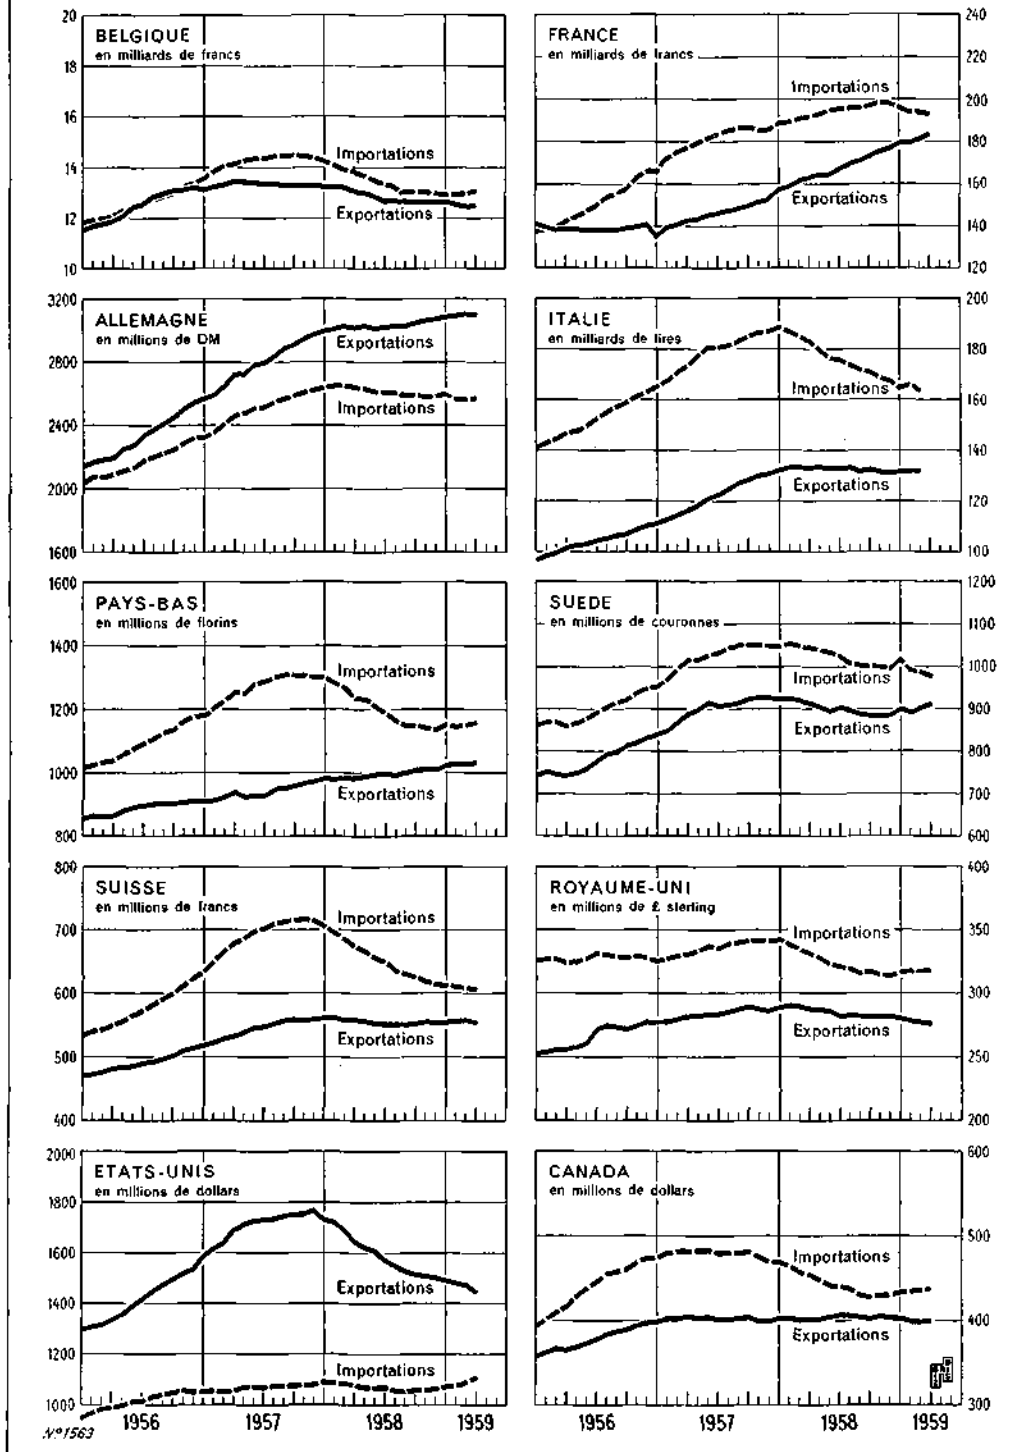 BELGIQUE
en milliards de francs
20
18
16
14
12
10
Importations
Exportations
FRANCE
en milliards de francs
240
220
200
180
160
140
120
Importations
Exportations
ALLEMAGNE
en millions de DM
3200
2800
2400
2000
1600
Exportations
Importations
ITALIE
en milliards de lires
200
180
160
140
120
100
Importations
Exportations
PAYS-BAS
en millions de florins
1600
1400
1200
1000
800
Importations
Exportations
SUEDE
en millions de couronnes
1200
1100
1000
900
800
700
600
Importations
Exportations
SUISSE
en millions de francs
800
700
600
500
400
Importations
Exportations
ROYAUME-UNI
en millions de £ sterling
400
350
300
250
200
Importations
Exportations
ETATS-UNIS
en millions de dollars
2000
1800
1600
1400
1200
1000
Exportations
Importations
1956 1957 1958 1959
CANADA
en millions de dollars
600
500
400
300
Importations
Exportations
1956 1957 1958 1959
N° 1563